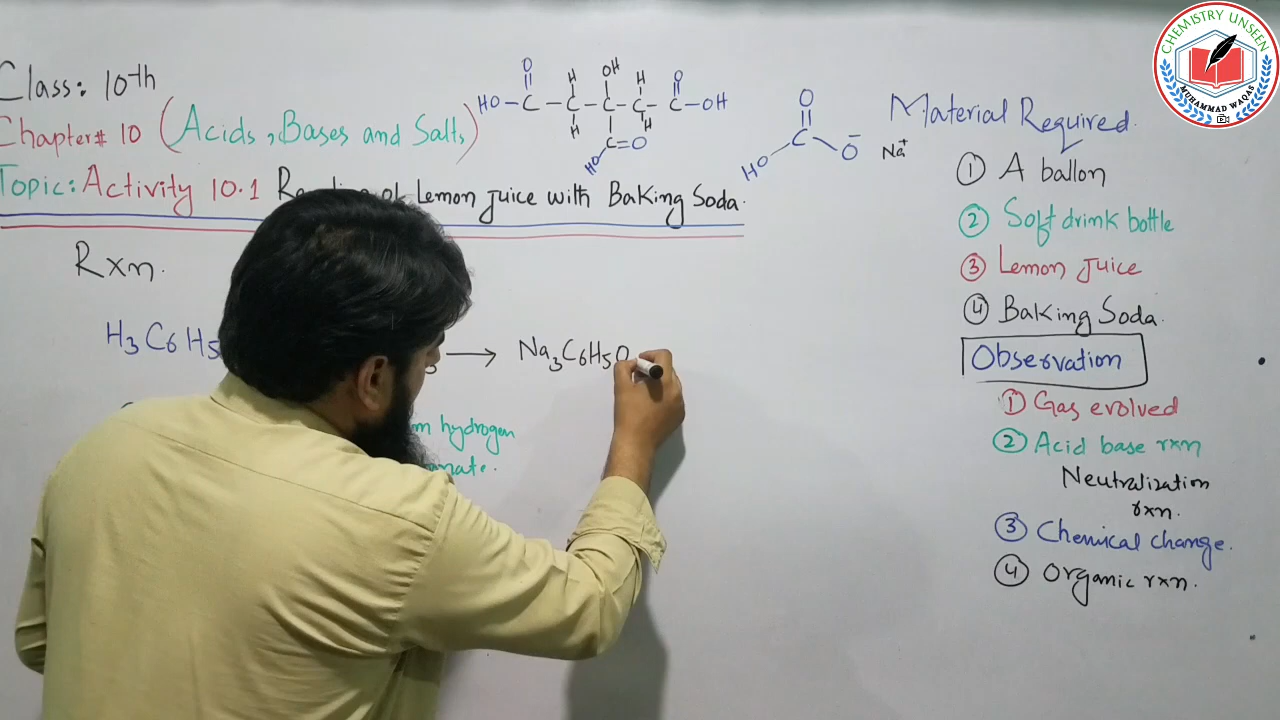 Class: 10th
Chapter# 10 (Acids, Bases and Salts)
Topic: Activity 10.1 of Lemon Juice with Baking Soda.
Rxn.
H3C6H5
3 → Na3C6H5O
hydrogen
O
H
OH
H
O
HO-C-C-C-C-C-OH
H
H
C=O
HO
O
C
HO
O-
Na+
Material Required.
① A ballon
② Soft drink bottle
③ Lemon Juice
④ Baking Soda.
Observation
① Gas evolved
② Acid base rxn
Neutralization
rxn.
③ Chemical change.
④ Organic rxn.
CHEMISTRY UNSEEN
MUHAMMAD WAQAS